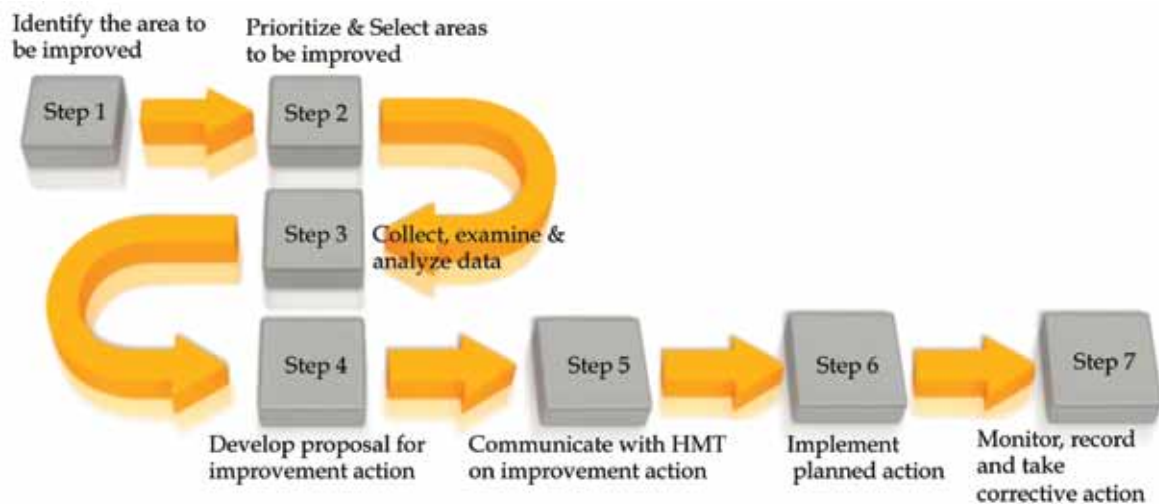 Identify the area to
be improved
Prioritize & Select areas
to be improved
Step 1
Step 2
Step 3
Collect, examine &
analyze data
Step 4
Step 5
Step 6
Step 7
Develop proposal for
improvement action
Communicate with HMT
on improvement action
Implement
planned action
Monitor, record
and take
corrective action